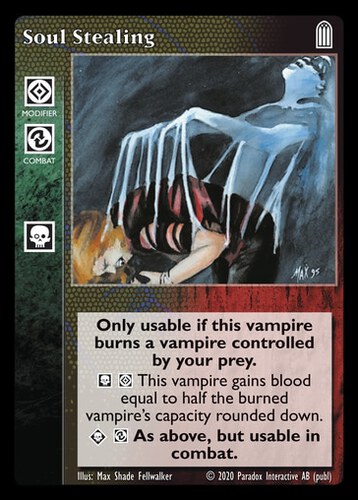 Soul Stealing
MODIFIER
COMBAT
MAX 95
Only usable if this vampire
burns a vampire controlled
by your prey.
This vampire gains blood
equal to half the burned
vampire's capacity rounded down.
As above, but usable in
combat.
Illus: Max Shade Fellwalker © 2020 Paradox Interactive AB (publ)